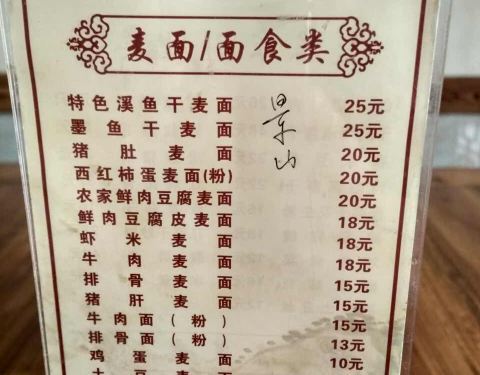 麦面/面食类
特色溪鱼干麦面 25元
墨鱼干麦面 25元
猪肚麦面 20元
西红柿蛋麦面(粉) 20元
农家鲜肉豆腐麦面 20元
鲜肉豆腐皮麦面 18元
虾米麦面 18元
牛肉麦面 18元
排骨麦面 15元
猪肝麦面 15元
牛肉面(粉) 15元
排骨面(粉) 13元
鸡蛋麦面 10元
景山